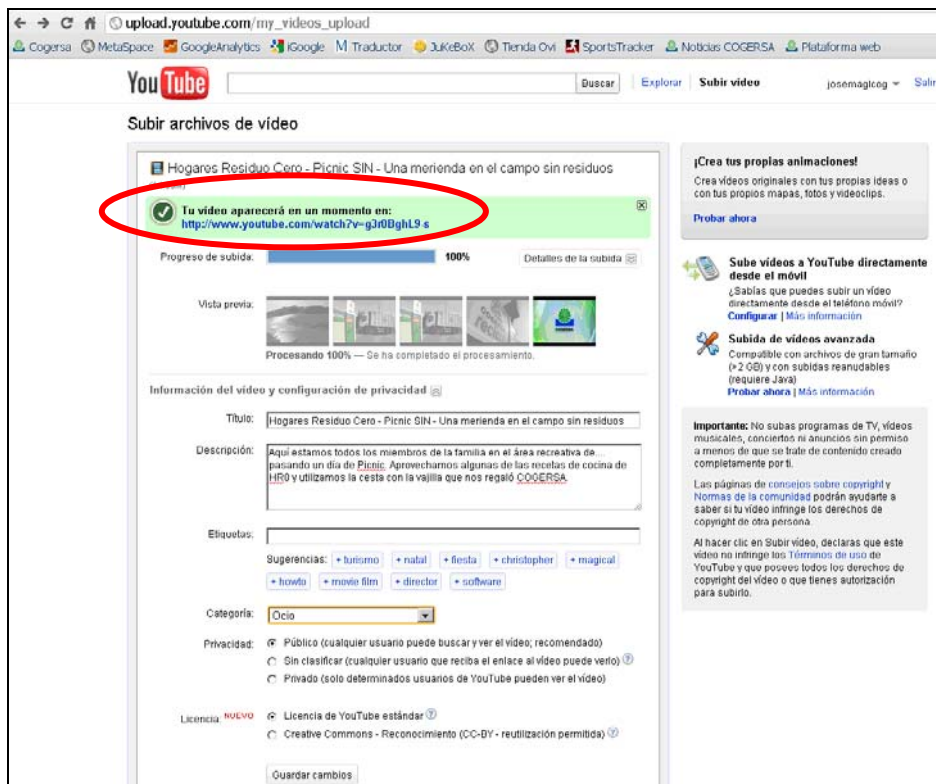 upload.youtube.com/my_videos_upload
Cogersa MetaSpace GoogleAnalytics iGoogle Traductor JuKeBoX Tienda Ovi SportsTracker Noticias COGERSA Plataforma web
YouTube Buscar Explorar Subir vídeo josemagicog Salir
Subir archivos de vídeo
Hogares Residuo Cero - Picnic SIN - Una merienda en el campo sin residuos
Tu vídeo aparecerá en un momento en:
http://www.youtube.com/watch?v=g3r0BghL9-s
Progreso de subida: 100% Detalles de la subida
Vista previa:
Procesando 100% — Se ha completado el procesamiento.
Información del vídeo y configuración de privacidad
Título: Hogares Residuo Cero - Picnic SIN - Una merienda en el campo sin residuos
Descripción: Aquí estamos todos los miembros de la familia en el área recreativa de....
pasando un día de Picnic. Aprovechamos algunas de las recetas de cocina de
HR0 y utilizamos la cesta con la vajilla que nos regaló COGERSA.
Etiquetas:
Sugerencias: + turismo + natal + fiesta + christopher + magical
+ howto + movie film + director + software
Categoría: Ocio
Privacidad: Público (cualquier usuario puede buscar y ver el vídeo; recomendado)
Sin clasificar (cualquier usuario que reciba el enlace al vídeo puede verlo) ?
Privado (solo determinados usuarios de YouTube pueden ver el vídeo)
Licencia: NUEVO Licencia de YouTube estándar ?
Creative Commons - Reconocimiento (CC-BY - reutilización permitida) ?
Guardar cambios
¡Crea tus propias animaciones!
Crea vídeos originales con tus propias ideas o
con tus propios mapas, fotos y videoclips.
Probar ahora
Sube vídeos a YouTube directamente
desde el móvil
¿Sabías que puedes subir un vídeo
directamente desde el teléfono móvil?
Configurar | Más información
Subida de vídeos avanzada
Compatible con archivos de gran tamaño
(>2 GB) y con subidas reanudables
(requiere Java)
Probar ahora | Más información
Importante: No subas programas de TV, vídeos
musicales, conciertos ni anuncios sin permiso
a menos de que se trate de contenido creado
completamente por ti.
Las páginas de consejos sobre copyright y
Normas de la comunidad podrán ayudarte a
saber si tu vídeo infringe los derechos de
copyright de otra persona.
Al hacer clic en Subir vídeo, declaras que este
vídeo no infringe los Términos de uso de
YouTube y que posees todos los derechos de
copyright del vídeo o que tienes autorización
para subirlo.